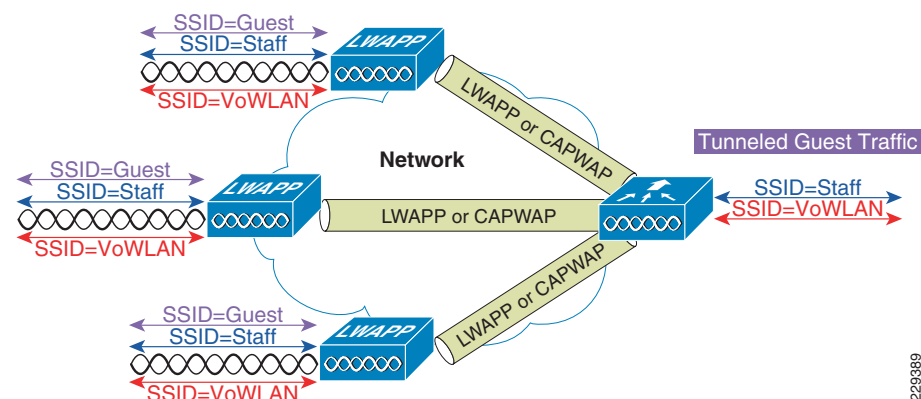 SSID=Guest
SSID=Staff
SSID=VoWLAN
LWAPP
LWAPP or CAPWAP
Network
Tunneled Guest Traffic
SSID=Guest
SSID=Staff
SSID=VoWLAN
LWAPP
LWAPP or CAPWAP
SSID=Staff
SSID=VoWLAN
SSID=Guest
SSID=Staff
SSID=VoWLAN
LWAPP
LWAPP or CAPWAP
229389